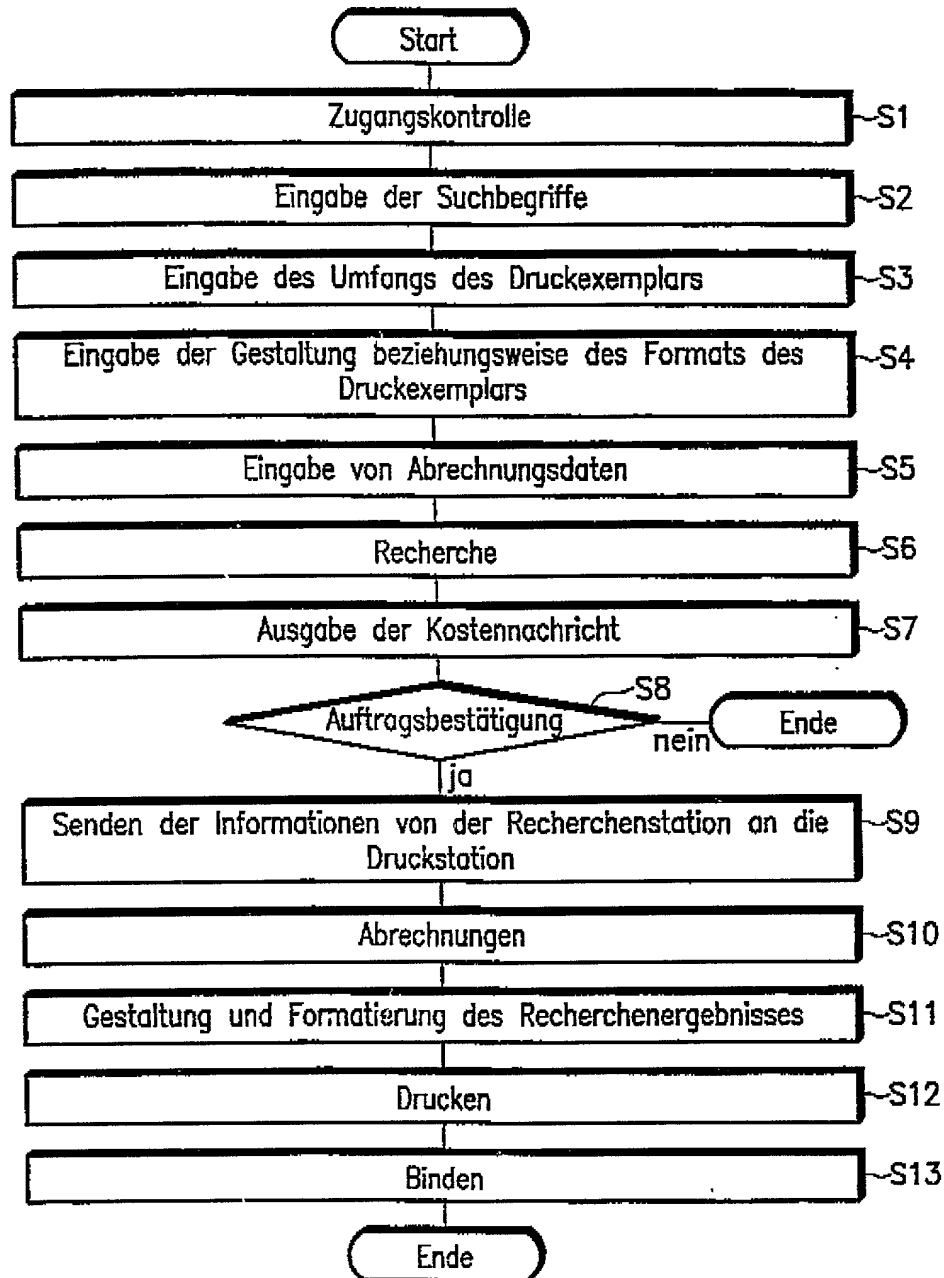 Start
Zugangskontrolle
S1
Eingabe der Suchbegriffe
S2
Eingabe des Umfangs des Druckexemplars
S3
Eingabe der Gestaltung beziehungsweise des Formats des
Druckexemplars
S4
Eingabe von Abrechnungsdaten
S5
Recherche
S6
Ausgabe der Kostennachricht
S7
Auftragsbestätigung
S8
nein
Ende
ja
Senden der Informationen von der Recherchenstation an die
Druckstation
S9
Abrechnungen
S10
Gestaltung und Formatierung des Recherchenergebnisses
S11
Drucken
S12
Binden
S13
Ende